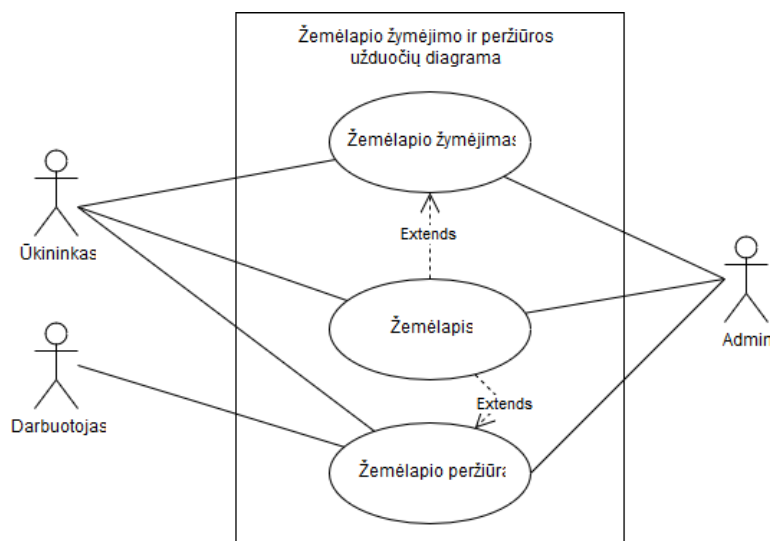 Žemėlapio žymėjimo ir peržiūros
užduočių diagrama
Žemėlapio žymėjimas
Ūkininkas
Extends
Žemėlapis
Admin
Darbuotojas
Extends
Žemėlapio peržiūra